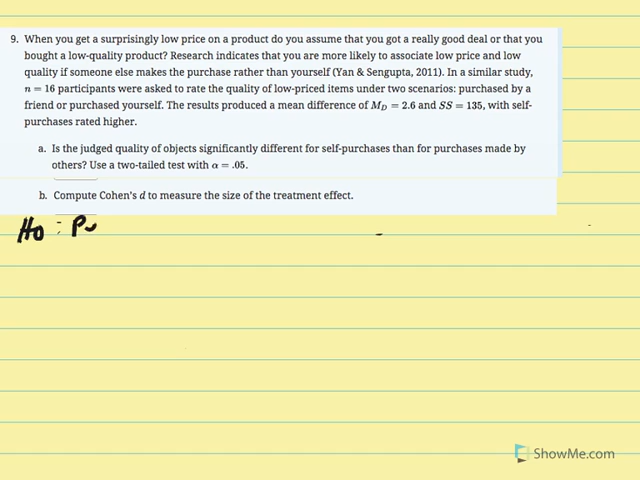 9. When you get a surprisingly low price on a product do you assume that you got a really good deal or that you
bought a low-quality product? Research indicates that you are more likely to associate low price and low
quality if someone else makes the purchase rather than yourself (Yan & Sengupta, 2011). In a similar study,
n = 16 participants were asked to rate the quality of low-priced items under two scenarios: purchased by a
friend or purchased yourself. The results produced a mean difference of M_D = 2.6 and SS = 135, with self-
purchases rated higher.
a. Is the judged quality of objects significantly different for self-purchases than for purchases made by
others? Use a two-tailed test with α = .05.
b. Compute Cohen's d to measure the size of the treatment effect.
Ho :
ShowMe.com